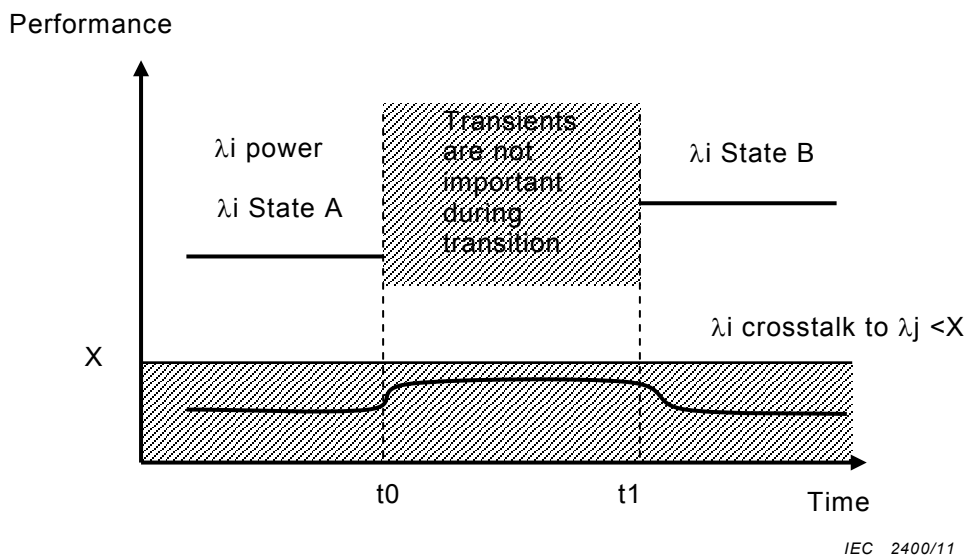 Performance
λi power
λi State A
Transients
are not
important
during
transition
λi State B
λi crosstalk to λj <X
X
t0
t1
Time
IEC 2400/11